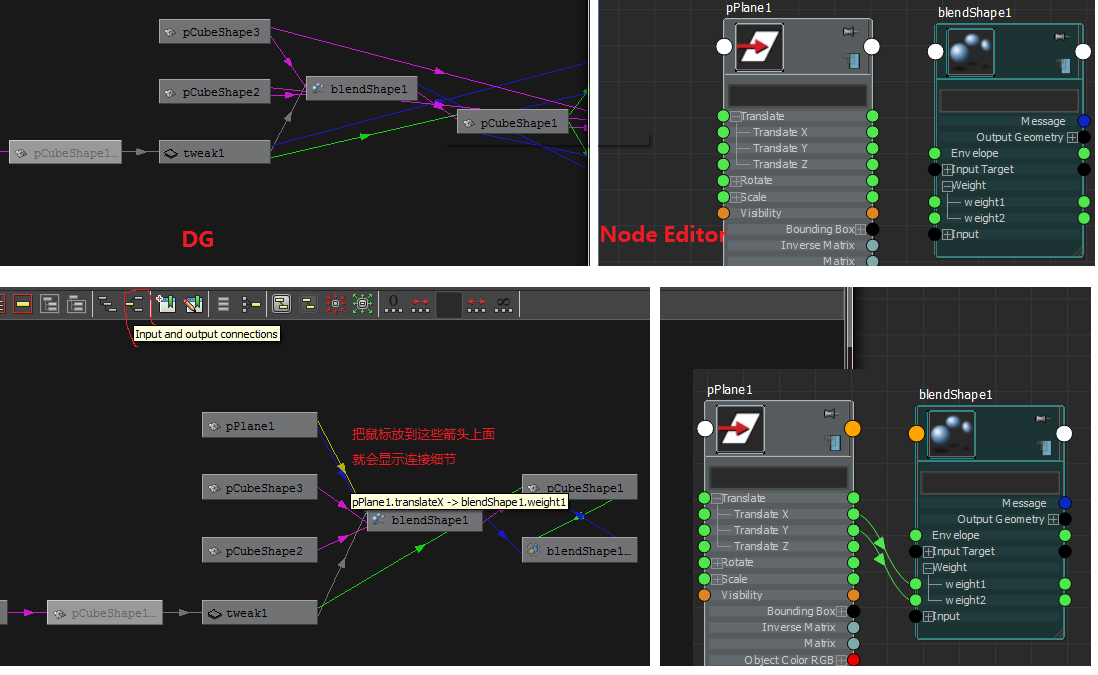 pCubeShape3
pCubeShape2
blendShape1
pCubeShape1
pCubeShape1...
tweak1
DG
pPlane1
Translate
Translate X
Translate Y
Translate Z
Rotate
Scale
Visibility
Bounding Box
Inverse Matrix
Matrix
blendShape1
Message
Output Geometry
Envelope
Input Target
Weight
weight1
weight2
Input
Node Editor
0
∞
Input and output connections
pPlane1
把鼠标放到这些箭头上面
就会显示连接细节
pCubeShape3
pCubeShape1
pPlane1.translateX -> blendShape1.weight1
blendShape1
pCubeShape2
blendShape1...
pCubeShape1...
tweak1
pPlane1
Translate
Translate X
Translate Y
Translate Z
Rotate
Scale
Visibility
Bounding Box
Inverse Matrix
Matrix
Object Color RGB
blendShape1
Message
Output Geometry
Envelope
Input Target
Weight
weight1
weight2
Input